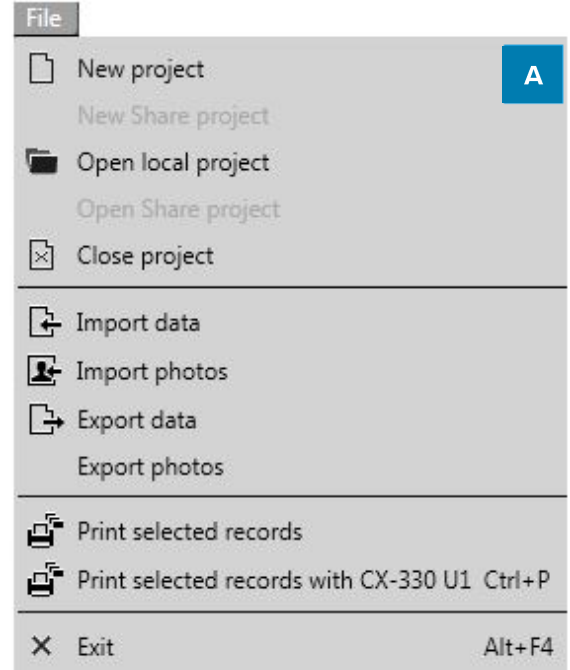 File
New project
A
New Share project
Open local project
Open Share project
Close project
Import data
Import photos
Export data
Export photos
Print selected records
Print selected records with CX-330 U1 Ctrl+P
Exit Alt+F4